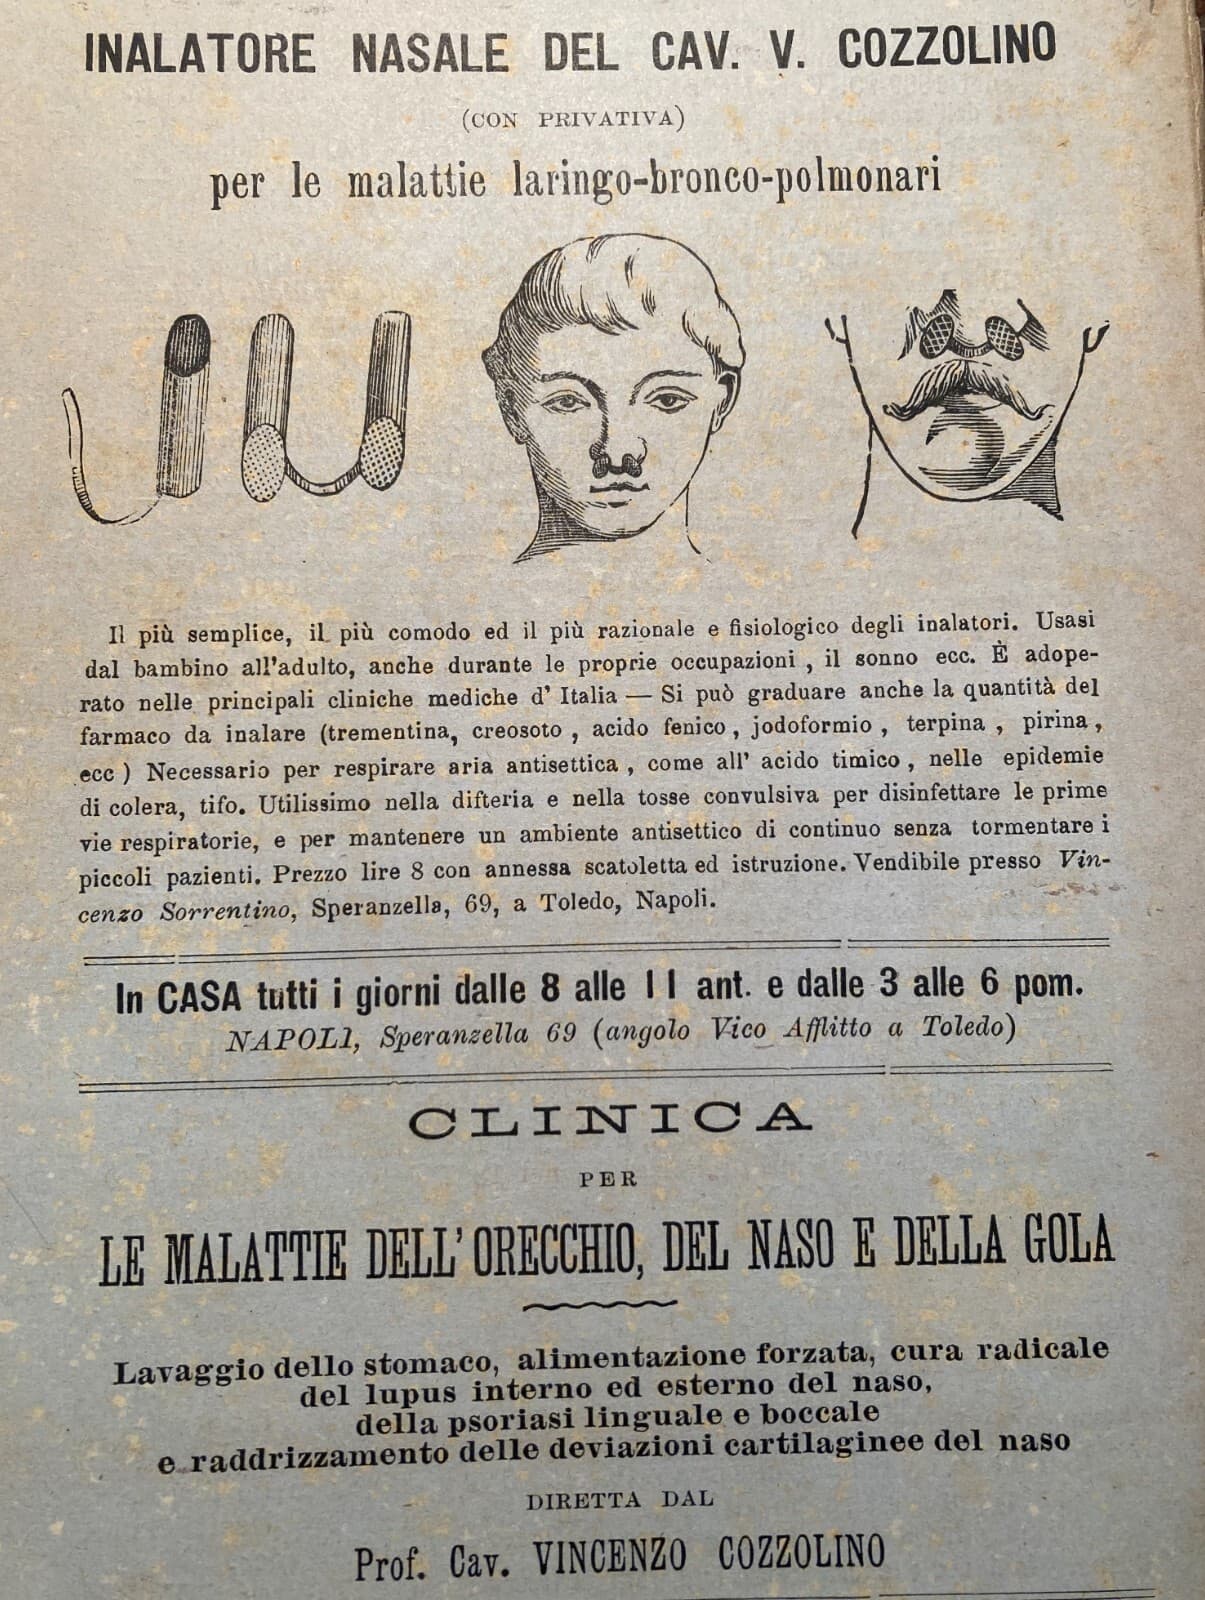 INALATORE NASALE DEL CAV. V. COZZOLINO
(CON PRIVATIVA)
per le malattie laringo-bronco-polmonari
Il più semplice, il più comodo ed il più razionale e fisiologico degli inalatori. Usasi
dal bambino all'adulto, anche durante le proprie occupazioni, il sonno ecc. È adope-
rato nelle principali cliniche mediche d' Italia — Si può graduare anche la quantità del
farmaco da inalare (trementina, creosoto, acido fenico, jodoformio, terpina, pirina,
ecc) Necessario per respirare aria antisettica, come all' acido timico, nelle epidemie
di colera, tifo. Utilissimo nella difteria e nella tosse convulsiva per disinfettare le prime
vie respiratorie, e per mantenere un ambiente antisettico di continuo senza tormentare i
piccoli pazienti. Prezzo lire 8 con annessa scatoletta ed istruzione. Vendibile presso Vin-
cenzo Sorrentino, Speranzella, 69, a Toledo, Napoli.
In CASA tutti i giorni dalle 8 alle 11 ant. e dalle 3 alle 6 pom.
NAPOLI, Speranzella 69 (angolo Vico Afflitto a Toledo)
CLINICA
PER
LE MALATTIE DELL'ORECCHIO, DEL NASO E DELLA GOLA
Lavaggio dello stomaco, alimentazione forzata, cura radicale
del lupus interno ed esterno del naso,
della psoriasi linguale e boccale
e raddrizzamento delle deviazioni cartilaginee del naso
DIRETTA DAL
Prof. Cav. VINCENZO COZZOLINO